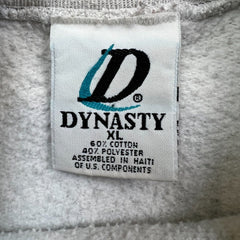 D
®
DYNASTY
XL
60% COTTON
40% POLYESTER
ASSEMBLED IN HAITI
OF U.S. COMPONENTS